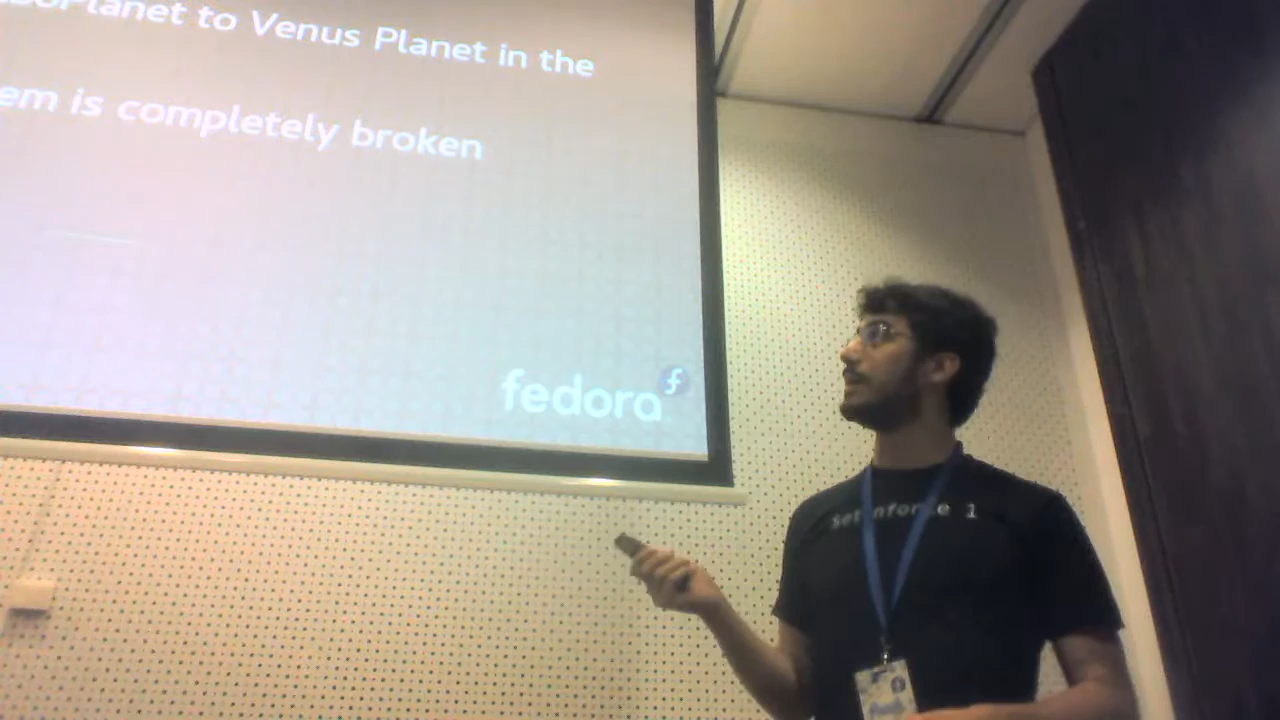 Planet to Venus Planet in the
em is completely broken
fedora
Setenforce 1